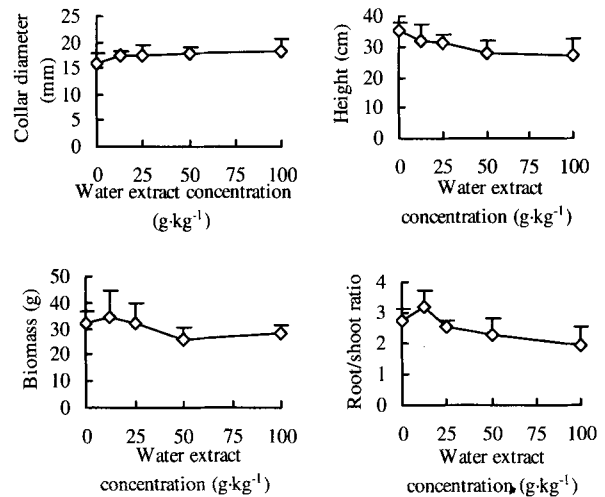 Collar diameter
(mm)
25
20
15
10
5
0
0 25 50 75 100
Water extract concentration
(g·kg⁻¹)
Height (cm)
40
30
20
10
0
0 25 50 75 100
Water extract
concentration (g·kg⁻¹)
Biomass (g)
50
40
30
20
10
0
0 25 50 75 100
Water extract
concentration (g·kg⁻¹)
Root/shoot ratio
4
3
2
1
0
0 25 50 75 100
Water extract
concentration, (g·kg⁻¹)